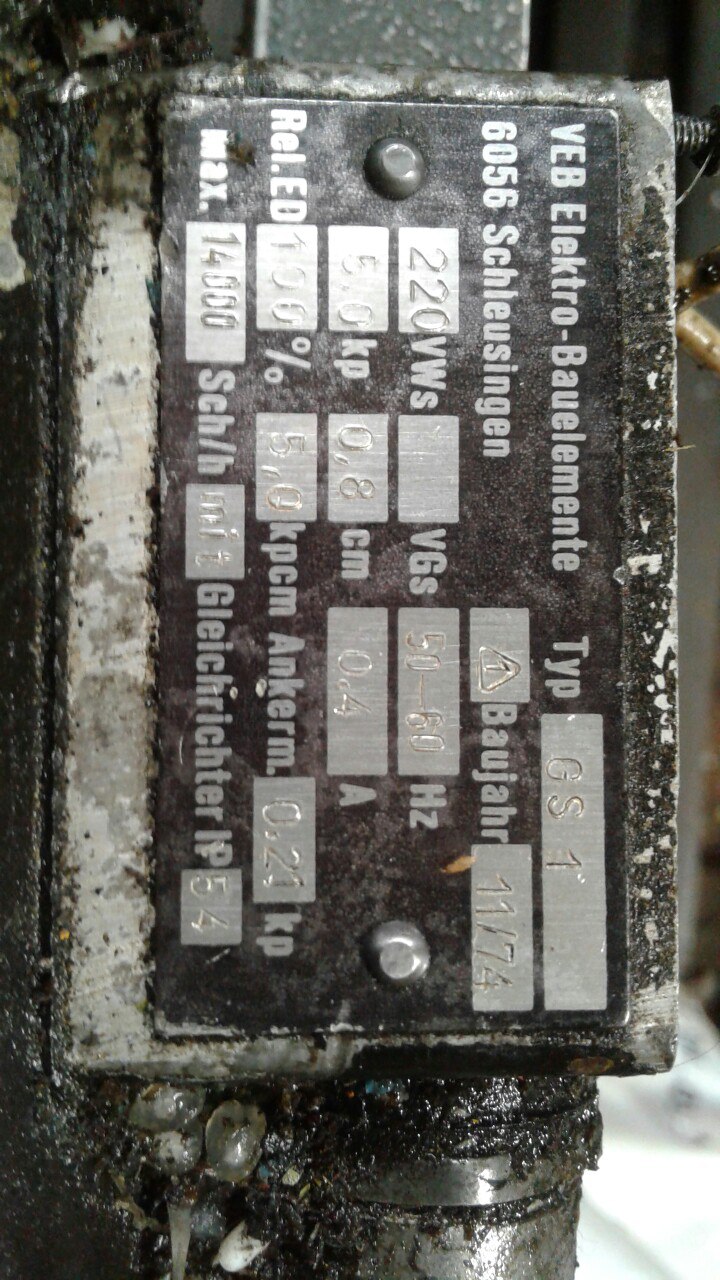 VEB Elektro-Bauelemente Typ GS 1
6056 Schleusingen 1 Baujahr 11/74
220 VWs VGs 50-60 Hz
5,0 kp 0,8 cm 0,4 A
Rel.ED 100 % 5,0 kpcm Ankerm. 0,21 kp
max. 14000 Sch/h mit Gleichrichter IP 54